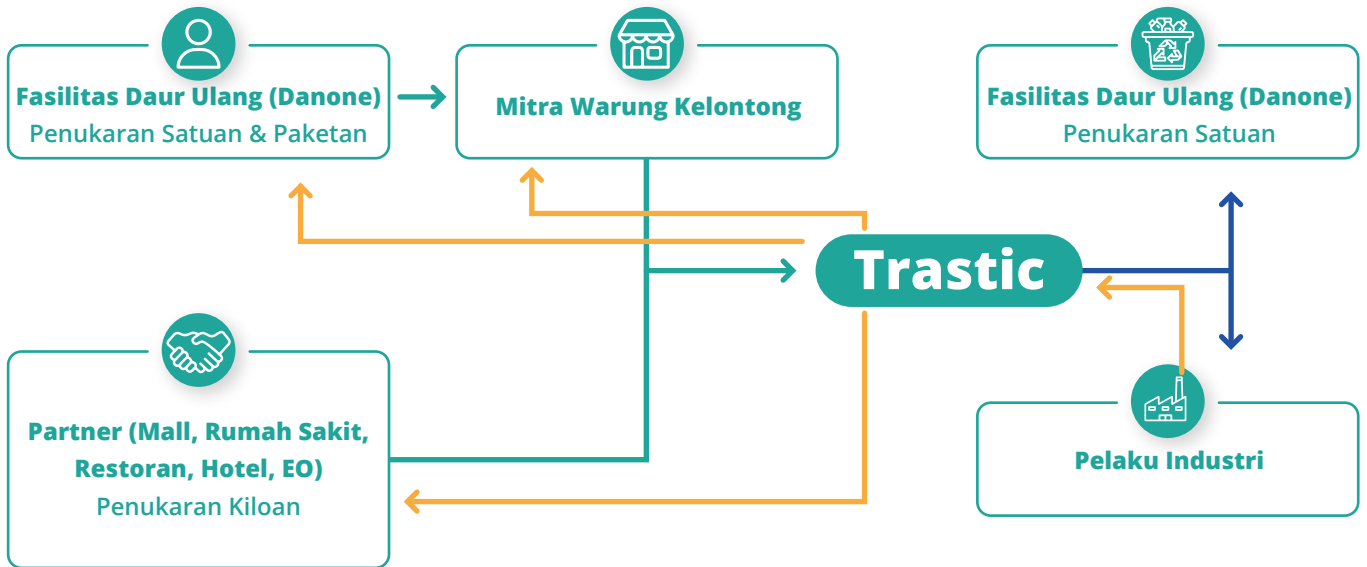 Fasilitas Daur Ulang (Danone)
Penukaran Satuan & Paketan
Mitra Warung Kelontong
Fasilitas Daur Ulang (Danone)
Penukaran Satuan
Trastic
Partner (Mall, Rumah Sakit,
Restoran, Hotel, EO)
Penukaran Kiloan
Pelaku Industri